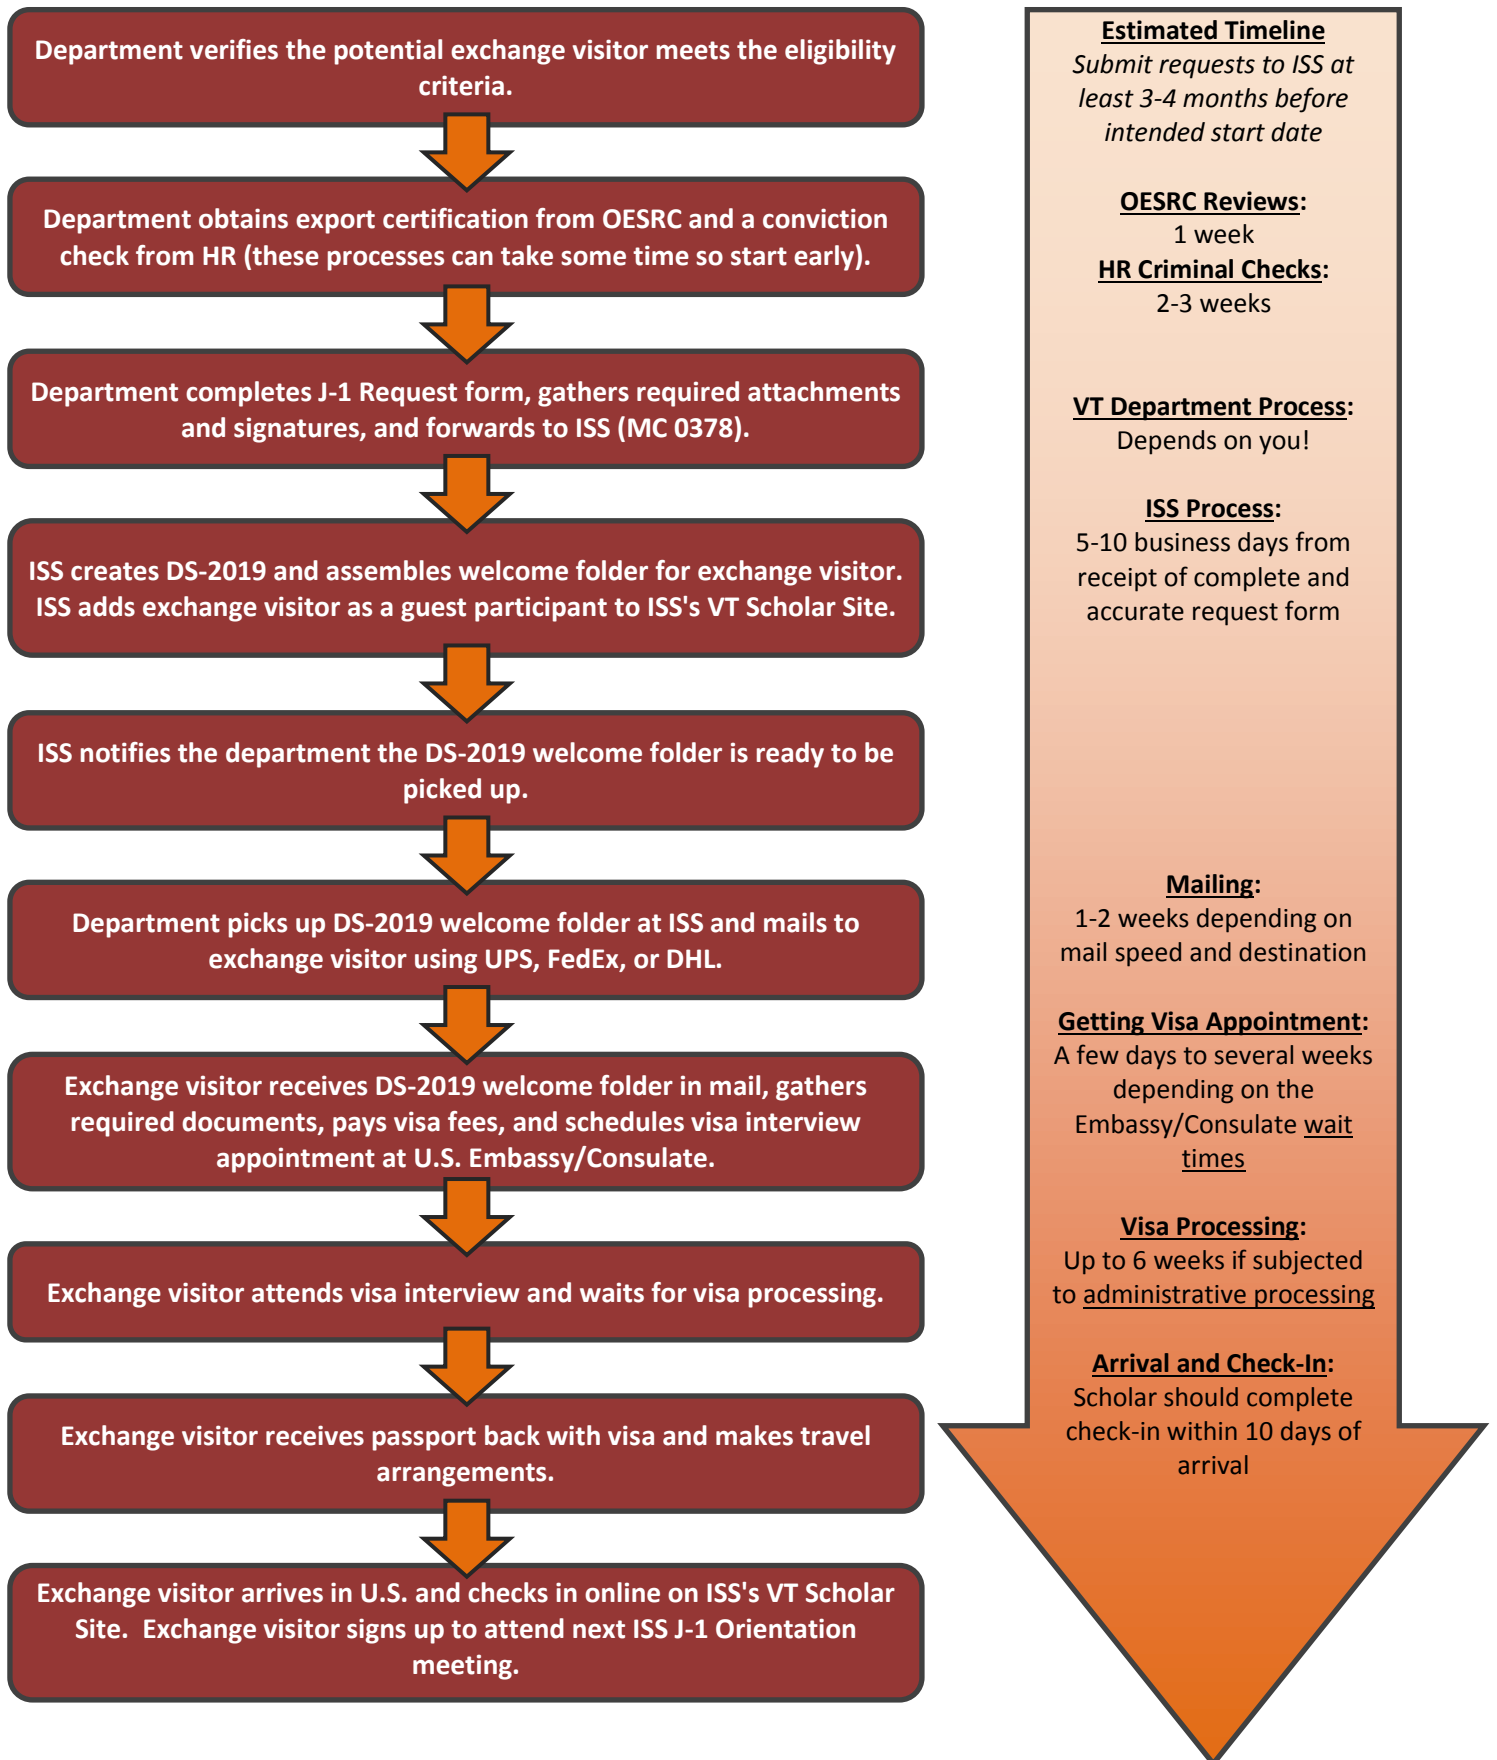 Department verifies the potential exchange visitor meets the eligibility
criteria.
Department obtains export certification from OESRC and a conviction
check from HR (these processes can take some time so start early).
Department completes J-1 Request form, gathers required attachments
and signatures, and forwards to ISS (MC 0378).
ISS creates DS-2019 and assembles welcome folder for exchange visitor.
ISS adds exchange visitor as a guest participant to ISS's VT Scholar Site.
ISS notifies the department the DS-2019 welcome folder is ready to be
picked up.
Department picks up DS-2019 welcome folder at ISS and mails to
exchange visitor using UPS, FedEx, or DHL.
Exchange visitor receives DS-2019 welcome folder in mail, gathers
required documents, pays visa fees, and schedules visa interview
appointment at U.S. Embassy/Consulate.
Exchange visitor attends visa interview and waits for visa processing.
Exchange visitor receives passport back with visa and makes travel
arrangements.
Exchange visitor arrives in U.S. and checks in online on ISS's VT Scholar
Site.  Exchange visitor signs up to attend next ISS J-1 Orientation
meeting.
Estimated Timeline
Submit requests to ISS at
least 3-4 months before
intended start date
OESRC Reviews:
1 week
HR Criminal Checks:
2-3 weeks
VT Department Process:
Depends on you!
ISS Process:
5-10 business days from
receipt of complete and
accurate request form
Mailing:
1-2 weeks depending on
mail speed and destination
Getting Visa Appointment:
A few days to several weeks
depending on the
Embassy/Consulate wait
times
Visa Processing:
Up to 6 weeks if subjected
to administrative processing
Arrival and Check-In:
Scholar should complete
check-in within 10 days of
arrival